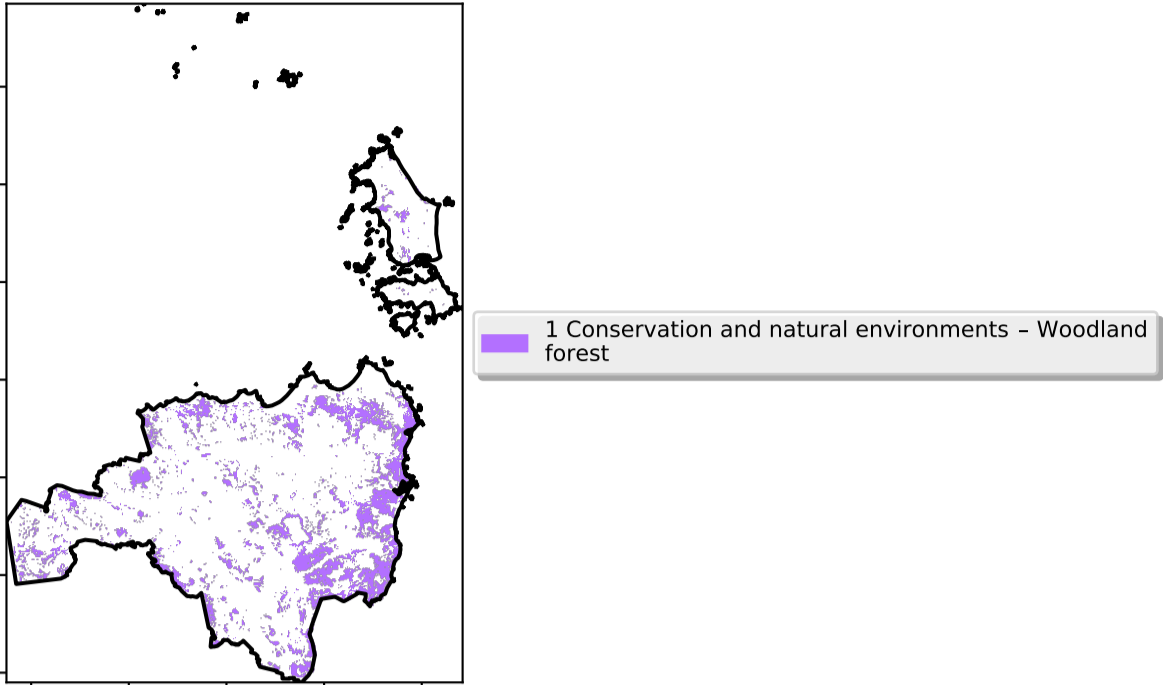 1 Conservation and natural environments – Woodland
forest